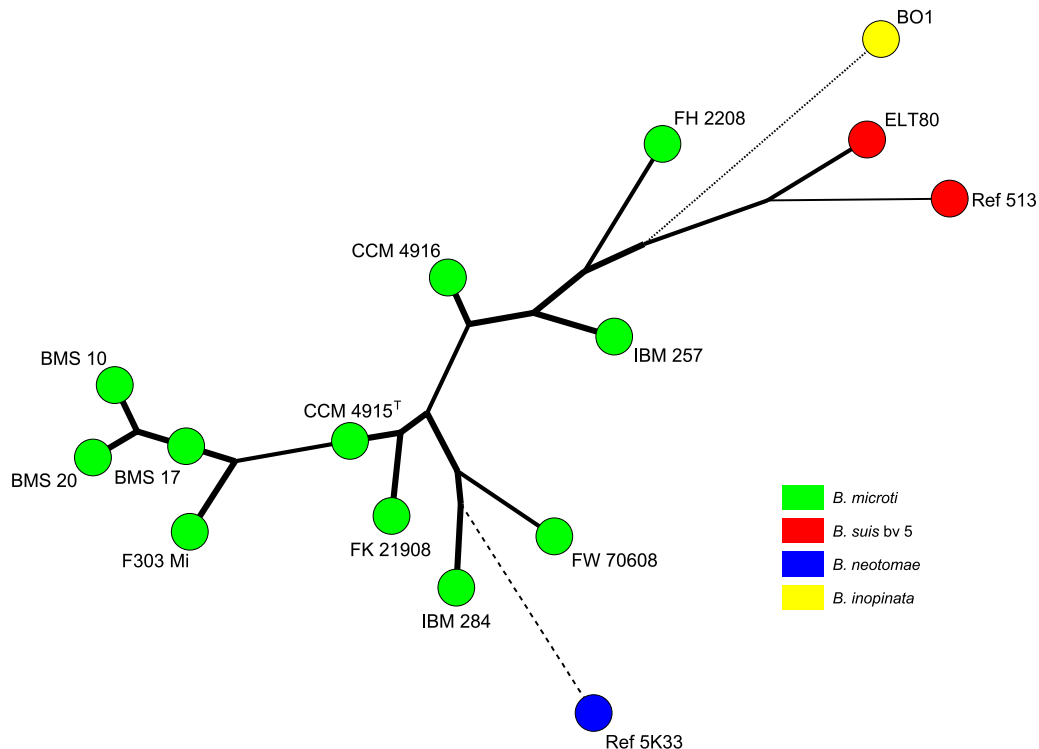 BO1
FH 2208
ELT80
Ref 513
CCM 4916
IBM 257
BMS 10
CCM 4915ᵀ
BMS 20
BMS 17
F303 Mi
FK 21908
FW 70608
IBM 284
Ref 5K33
B. microti
B. suis bv 5
B. neotomae
B. inopinata